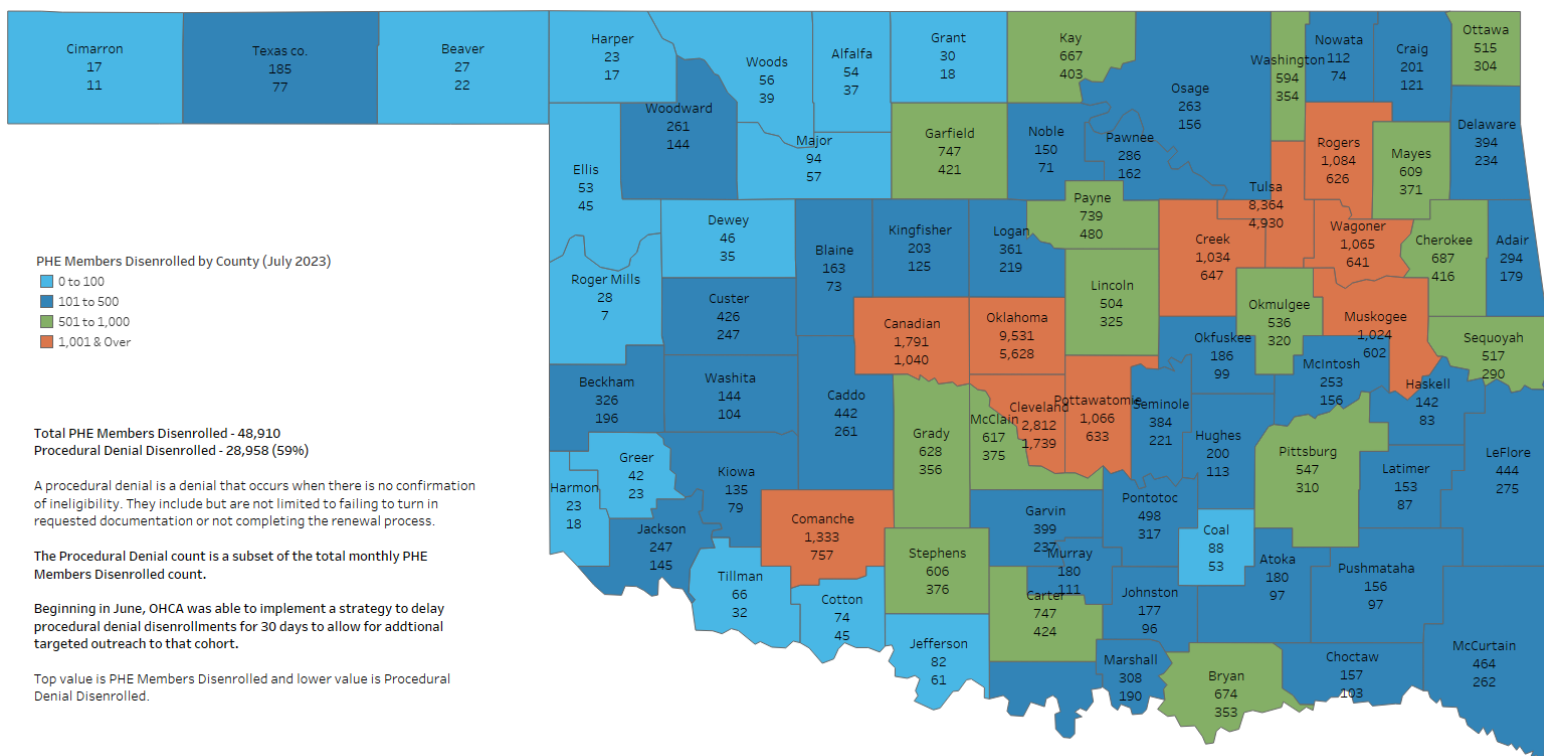 Cimarron
17
11
Texas co.
185
77
Beaver
27
22
Harper
23
17
Woodward
261
144
Woods
56
39
Alfalfa
54
37
Grant
30
18
Kay
667
403
Osage
263
156
Washington
594
354
Nowata
112
74
Craig
201
121
Ottawa
515
304
Ellis
53
45
Major
94
57
Garfield
747
421
Noble
150
71
Pawnee
286
162
Rogers
1,084
626
Mayes
609
371
Delaware
394
234
Dewey
46
35
Blaine
163
73
Kingfisher
203
125
Logan
361
219
Payne
739
480
Tulsa
8,364
4,930
Creek
1,034
647
Wagoner
1,065
641
Cherokee
687
416
Adair
294
179
PHE Members Disenrolled by County (July 2023)
0 to 100
101 to 500
501 to 1,000
1,001 & Over
Roger Mills
28
7
Custer
426
247
Canadian
1,791
1,040
Oklahoma
9,531
5,628
Lincoln
504
325
Okmulgee
536
320
Muskogee
1,024
602
Sequoyah
517
290
Okfuskee
186
99
McIntosh
253
156
Haskell
142
83
Beckham
326
196
Washita
144
104
Caddo
442
261
Grady
628
356
McClain
617
375
Cleveland
2,812
1,739
Pottawatomie
1,066
633
Seminole
384
221
Hughes
200
113
Pittsburg
547
310
Latimer
153
87
LeFlore
444
275
Total PHE Members Disenrolled - 48,910
Procedural Denial Disenrolled - 28,958 (59%)
A procedural denial is a denial that occurs when there is no confirmation
of ineligibility. They include but are not limited to failing to turn in
requested documentation or not completing the renewal process.
The Procedural Denial count is a subset of the total monthly PHE
Members Disenrolled count.
Beginning in June, OHCA was able to implement a strategy to delay
procedural denial disenrollments for 30 days to allow for addtional
targeted outreach to that cohort.
Top value is PHE Members Disenrolled and lower value is Procedural
Denial Disenrolled.
Harmon
23
18
Greer
42
23
Kiowa
135
79
Jackson
247
145
Comanche
1,333
757
Tillman
66
32
Cotton
74
45
Stephens
606
376
Jefferson
82
61
Garvin
399
237
Murray
180
111
Carter
747
424
Pontotoc
498
317
Johnston
177
96
Coal
88
53
Atoka
180
97
Pushmataha
156
97
Marshall
308
190
Bryan
674
353
Choctaw
157
103
McCurtain
464
262